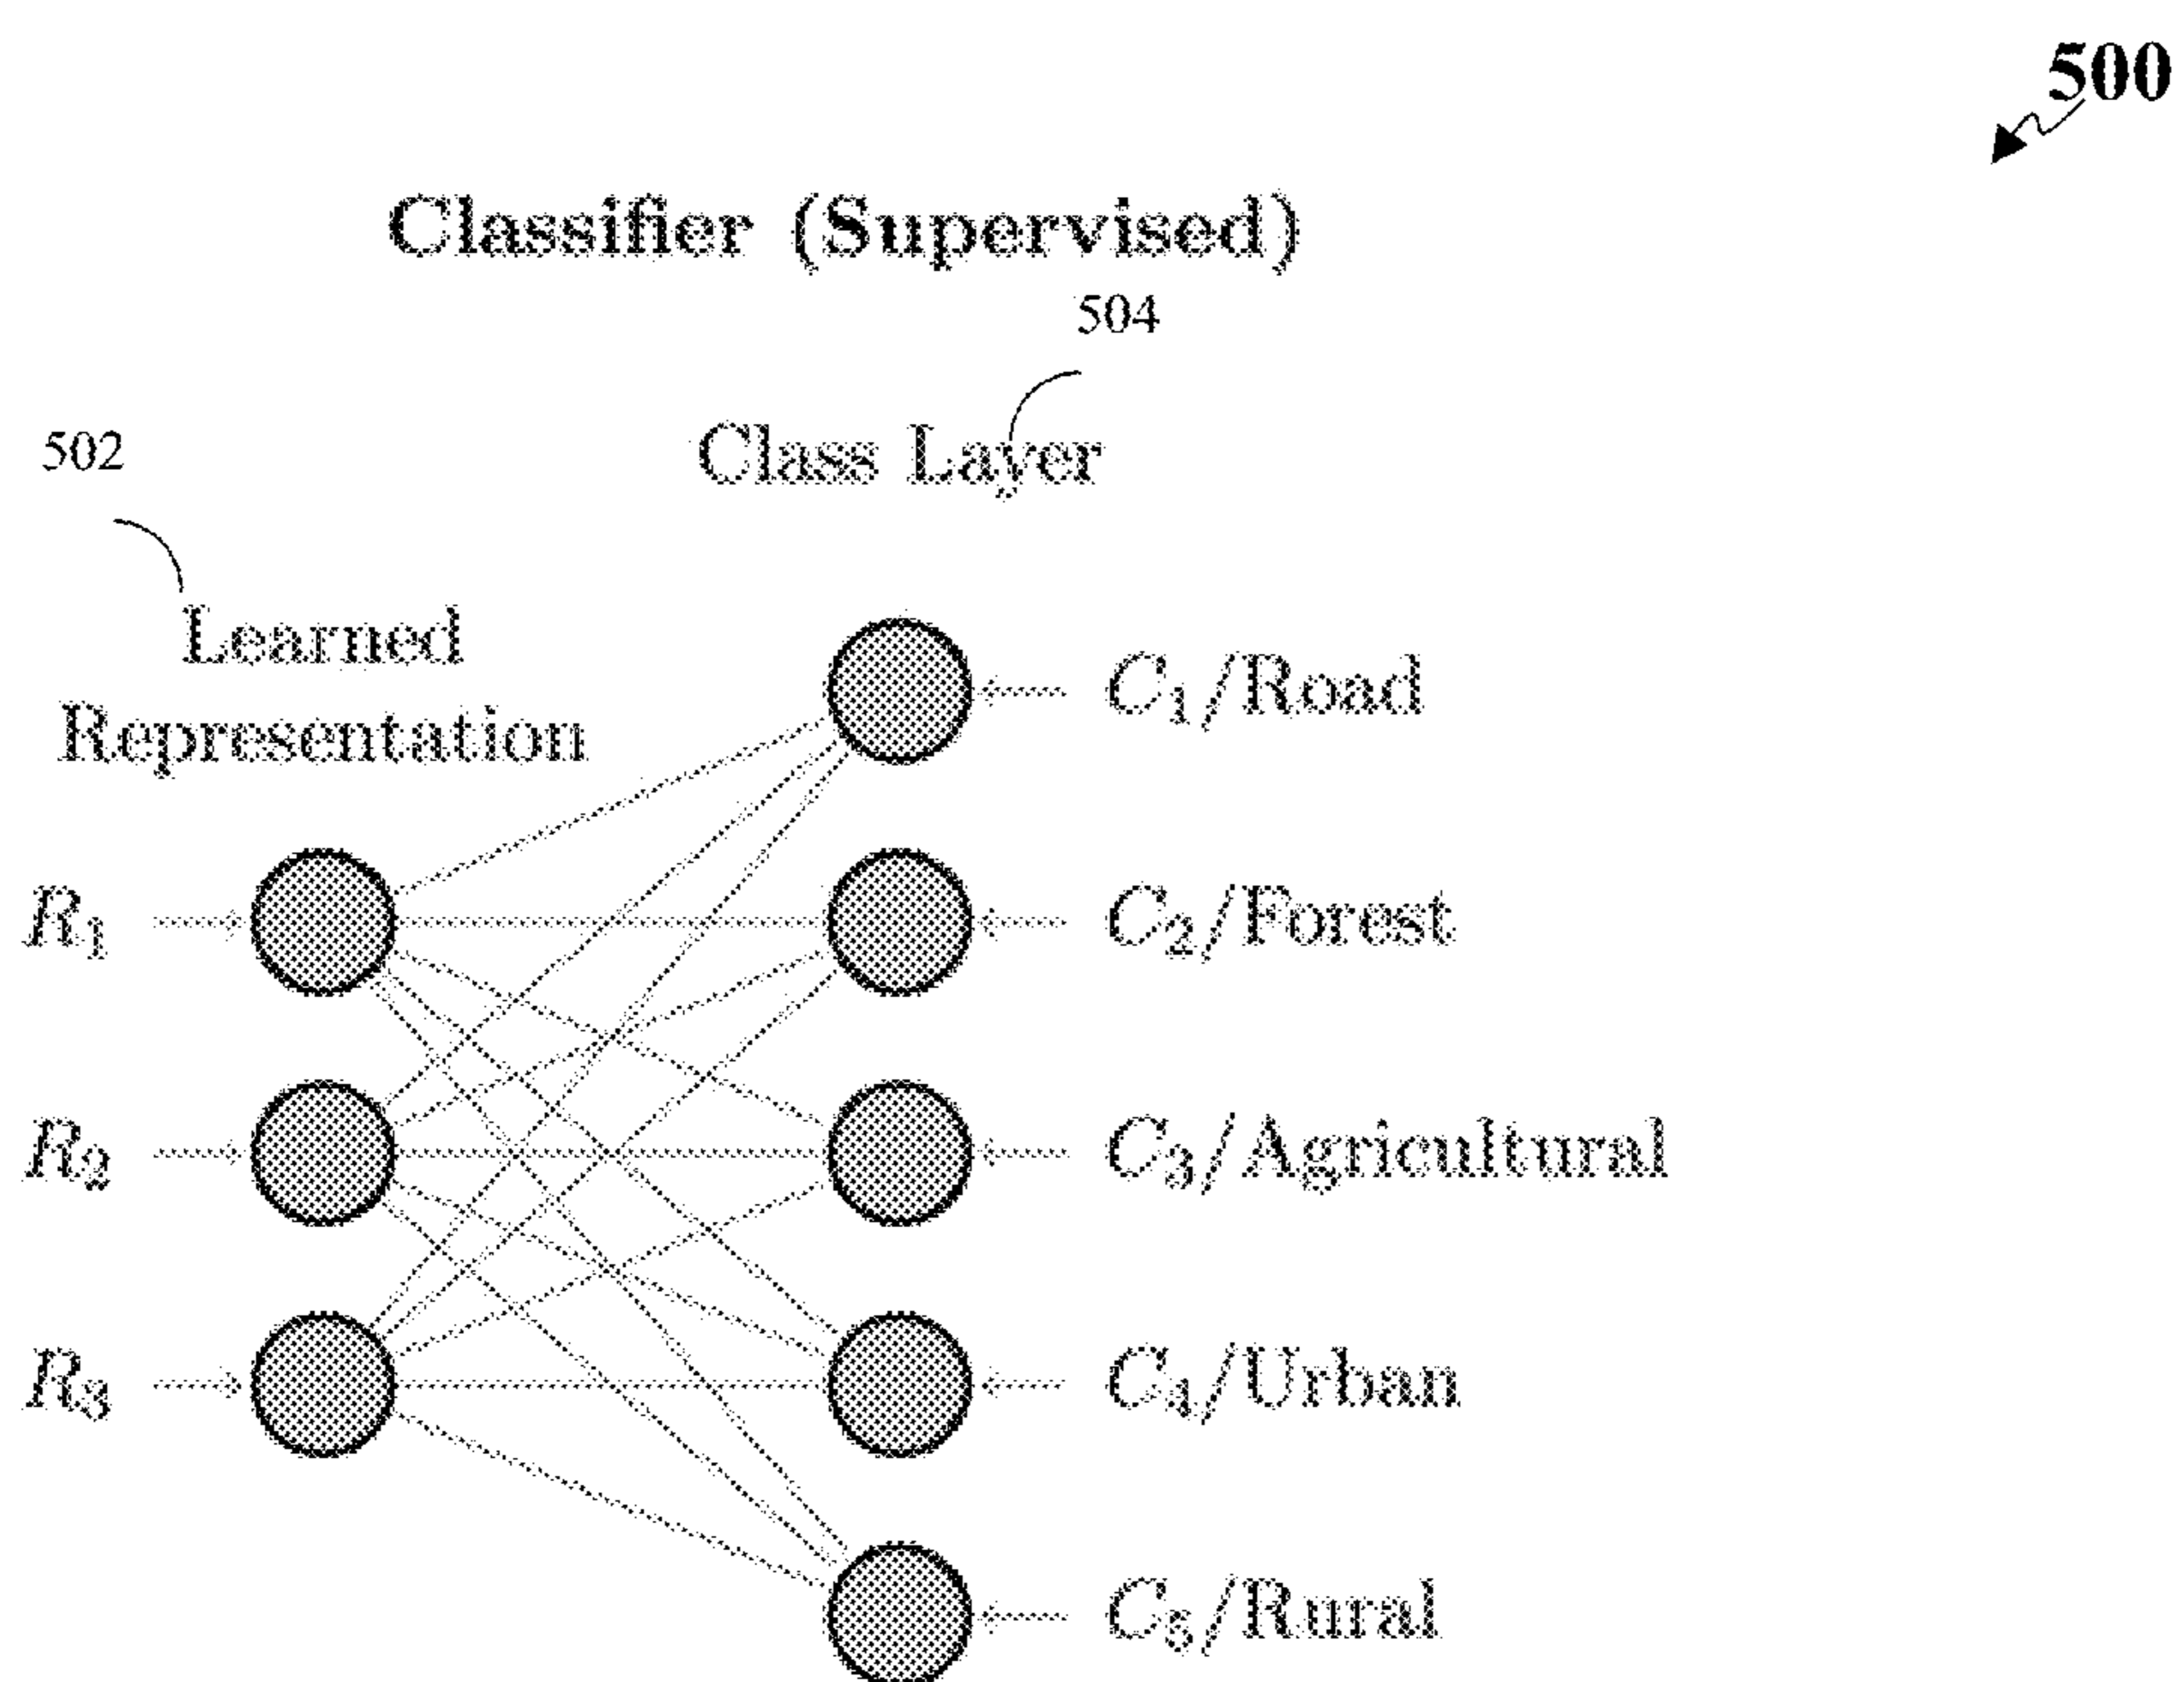 500
Classifier (Supervised)
504
Class Layer
502
Learned
Representation
C₁/Road
R₁
C₂/Forest
R₂
C₃/Agricultural
R₃
C₄/Urban
C₅/Rural